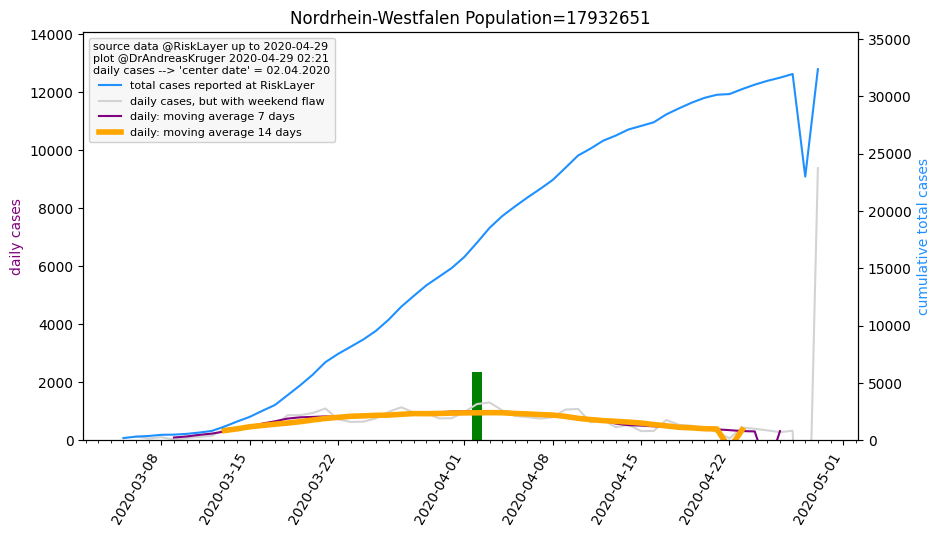 Nordrhein-Westfalen Population=17932651
source data @RiskLayer up to 2020-04-29
plot @DrAndreasKruger 2020-04-29 02:21
daily cases --> 'center date' = 02.04.2020
total cases reported at RiskLayer
daily cases, but with weekend flaw
daily: moving average 7 days
daily: moving average 14 days
daily cases
14000
12000
10000
8000
6000
4000
2000
0
35000
30000
25000
20000
15000
10000
5000
0
cumulative total cases
2020-03-08
2020-03-15
2020-03-22
2020-04-01
2020-04-08
2020-04-15
2020-04-22
2020-05-01